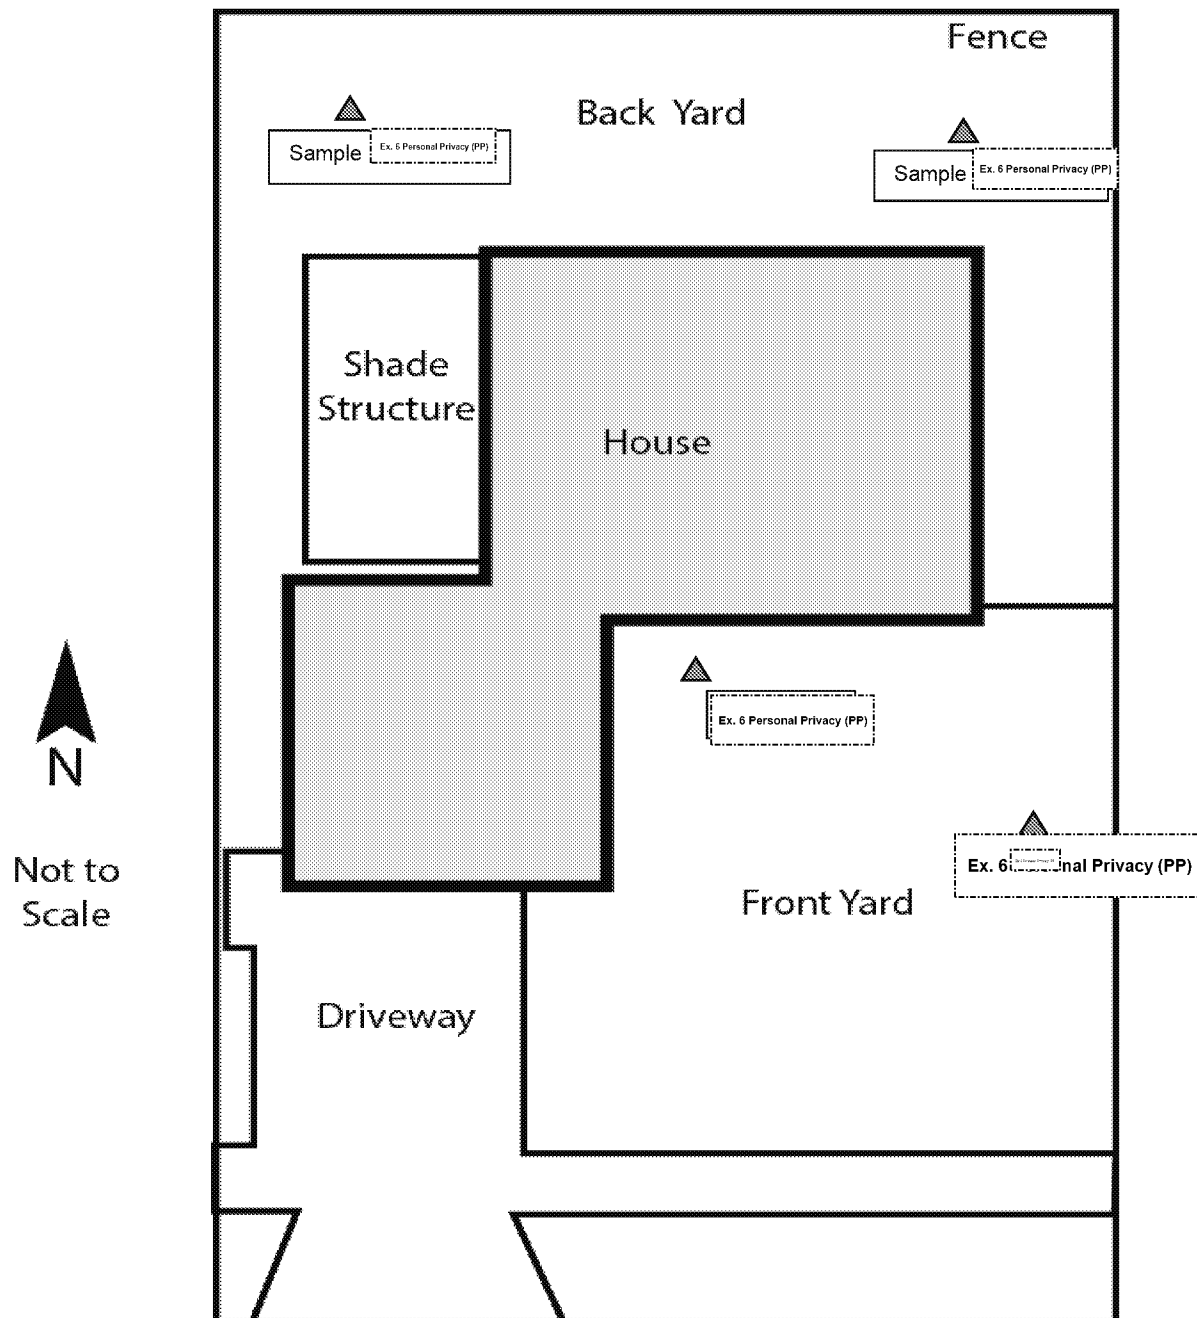 Fence
Back Yard
Sample Ex. 6 Personal Privacy (PP)
Sample Ex. 6 Personal Privacy (PP)
Shade
Structure
House
Ex. 6 Personal Privacy (PP)
N
Not to
Scale
Ex. 6 nal Privacy (PP)
Front Yard
Driveway